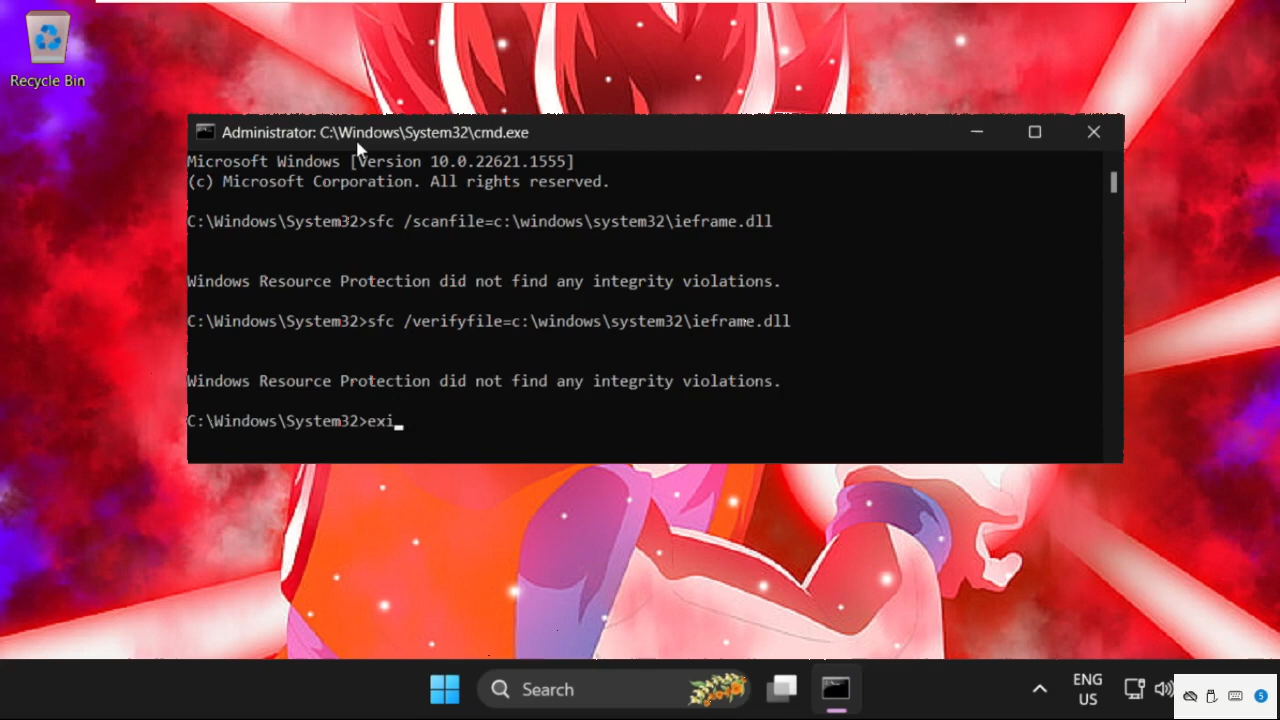 Recycle Bin
Administrator: C:\Windows\System32\cmd.exe
Microsoft Windows [Version 10.0.22621.1555]
(c) Microsoft Corporation. All rights reserved.
C:\Windows\System32>sfc /scanfile=c:\windows\system32\ieframe.dll
Windows Resource Protection did not find any integrity violations.
C:\Windows\System32>sfc /verifyfile=c:\windows\system32\ieframe.dll
Windows Resource Protection did not find any integrity violations.
C:\Windows\System32>exi
Search
ENG
US
5